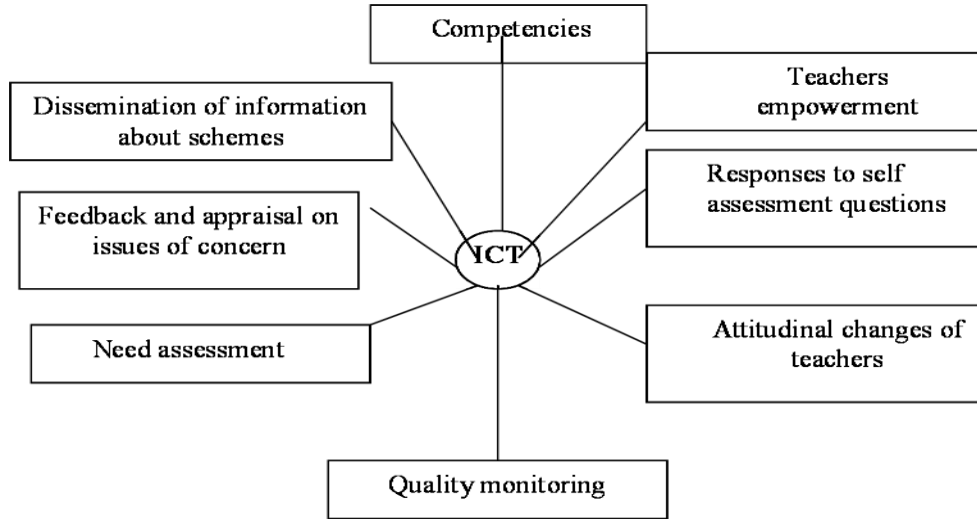 Competencies
Teachers
empowerment
Dissemination of information
about schemes
Responses to self
assessment questions
Feedback and appraisal on
issues of concern
ICT
Need assessment
Attitudinal changes of
teachers
Quality monitoring